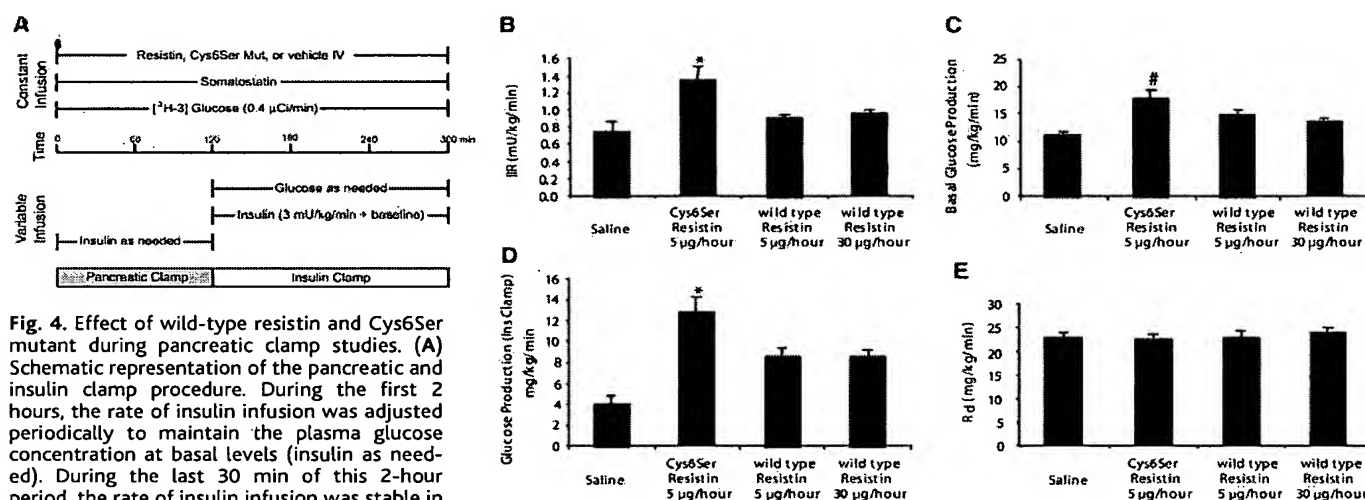 A
Constant Infusion
Resistin, Cys6Ser Mut, or vehicle IV
Somatostatin
[³H-3] Glucose (0.4 µCi/min)
Time
0 60 120 180 240 300 min
Variable Infusion
Glucose as needed
Insulin (3 mU/kg/min + baseline)
Insulin as needed
Pancreatic Clamp
Insulin Clamp
Fig. 4. Effect of wild-type resistin and Cys6Ser
mutant during pancreatic clamp studies. (A)
Schematic representation of the pancreatic and
insulin clamp procedure. During the first 2
hours, the rate of insulin infusion was adjusted
periodically to maintain the plasma glucose
concentration at basal levels (insulin as need-
ed). During the last 30 min of this 2-hour
period, the rate of insulin infusion was stable in
B
IIR (mU/kg/min)
1.6
1.4
1.2
1.0
0.8
0.6
0.4
0.2
0.0
*
Saline
Cys6Ser Resistin 5 µg/hour
wild type Resistin 5 µg/hour
wild type Resistin 30 µg/hour
C
Basal Glucose Production (mg/kg/min)
25
20
15
10
5
0
#
Saline
Cys6Ser Resistin 5 µg/hour
wild type Resistin 5 µg/hour
wild type Resistin 30 µg/hour
D
Glucose Production (Ins Clamp) mg/kg/min
16
14
12
10
8
6
4
2
0
*
Saline
Cys6Ser Resistin 5 µg/hour
wild type Resistin 5 µg/hour
wild type Resistin 30 µg/hour
E
Rd (mg/kg/min)
30
25
20
15
10
5
0
Saline
Cys6Ser Resistin 5 µg/hour
wild type Resistin 5 µg/hour
wild type Resistin 30 µg/hour